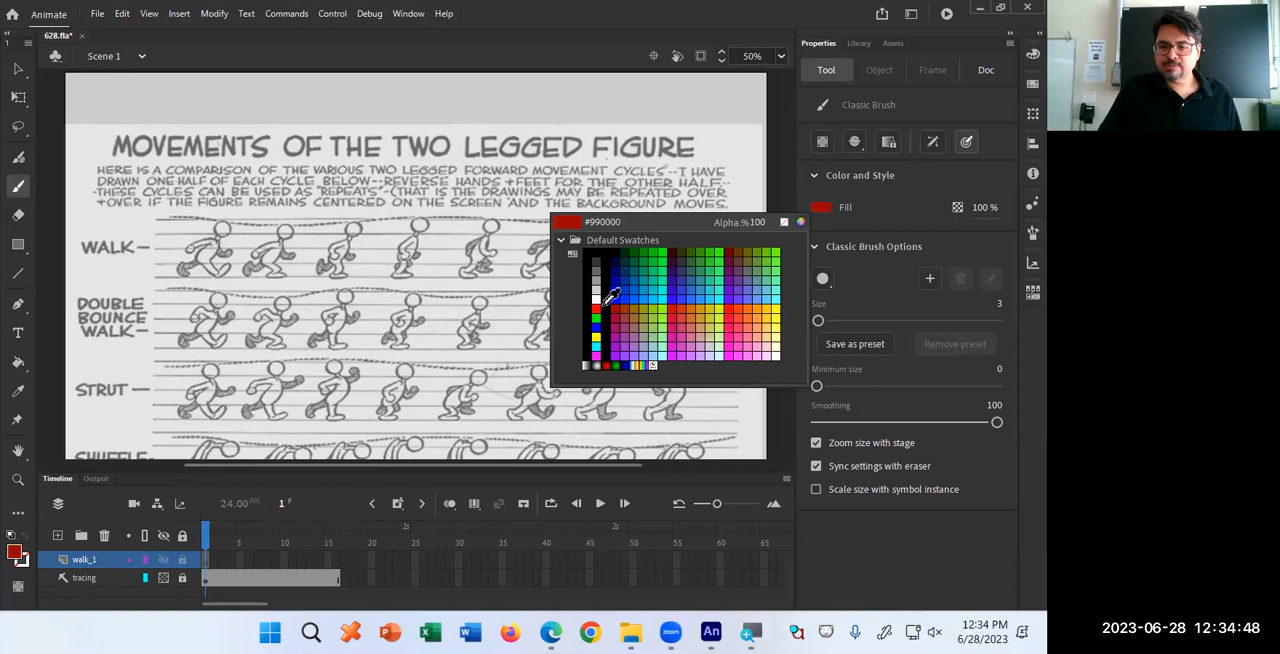 Animate File Edit View Insert Modify Text Commands Control Debug Window Help
628.fla* ×
Scene 1 50%
MOVEMENTS OF THE TWO LEGGED FIGURE
HERE IS A COMPARISON OF THE VARIOUS TWO LEGGED FORWARD MOVEMENT CYCLES--I HAVE
DRAWN ONE-HALF OF EACH CYCLE BELOW--REVERSE HANDS + FEET FOR THE OTHER HALF--
-THESE CYCLES CAN BE USED AS "REPEATS"-(THAT IS THE DRAWINGS MAY BE REPEATED OVER
+ OVER IF THE FIGURE REMAINS CENTERED ON THE SCREEN AND THE BACKGROUND MOVES.
WALK-
DOUBLE
BOUNCE
WALK-
STRUT-
SHUFFLE-
#990000 Alpha:% 100
Default Swatches
Properties Library Assets
Tool Object Frame Doc
Classic Brush
Color and Style
Fill 100 %
Classic Brush Options
Size 3
Save as preset Remove preset
Minimum size 0
Smoothing 100
Zoom size with stage
Sync settings with eraser
Scale size with symbol instance
Timeline Output
24.00 FPS 1 F
1s 2s
5 10 15 20 25 30 35 40 45 50 55 60 65
walk_1
tracing
12:34 PM
6/28/2023
2023-06-28 12:34:48